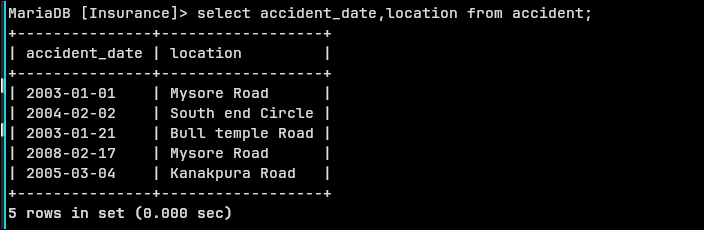 MariaDB [Insurance]> select accident_date,location from accident;
+---------------+------------------+
| accident_date | location         |
+---------------+------------------+
| 2003-01-01    | Mysore Road      |
| 2004-02-02    | South end Circle |
| 2003-01-21    | Bull temple Road |
| 2008-02-17    | Mysore Road      |
| 2005-03-04    | Kanakpura Road   |
+---------------+------------------+
5 rows in set (0.000 sec)